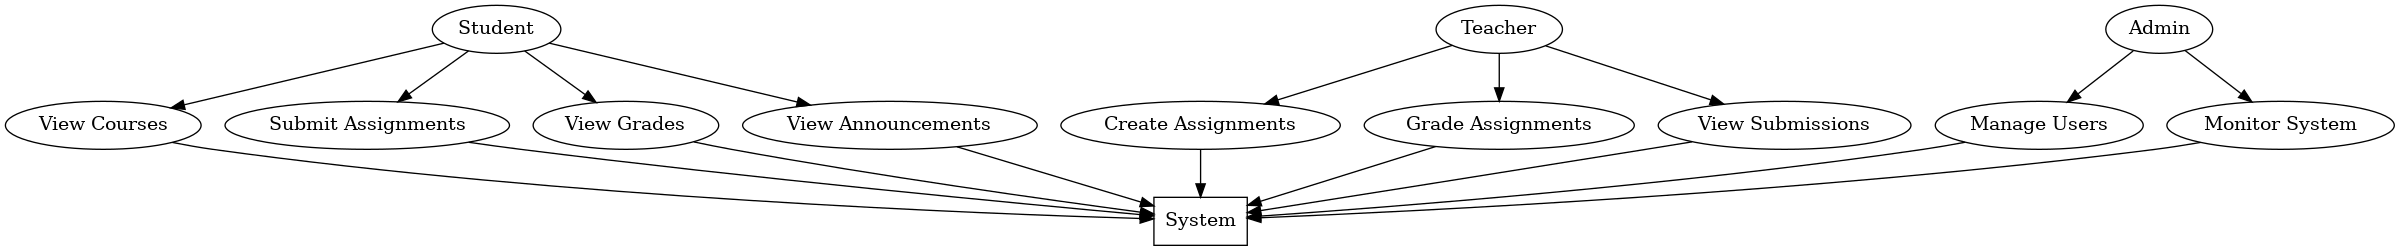 Student
Teacher
Admin
View Courses
Submit Assignments
View Grades
View Announcements
Create Assignments
Grade Assignments
View Submissions
Manage Users
Monitor System
System